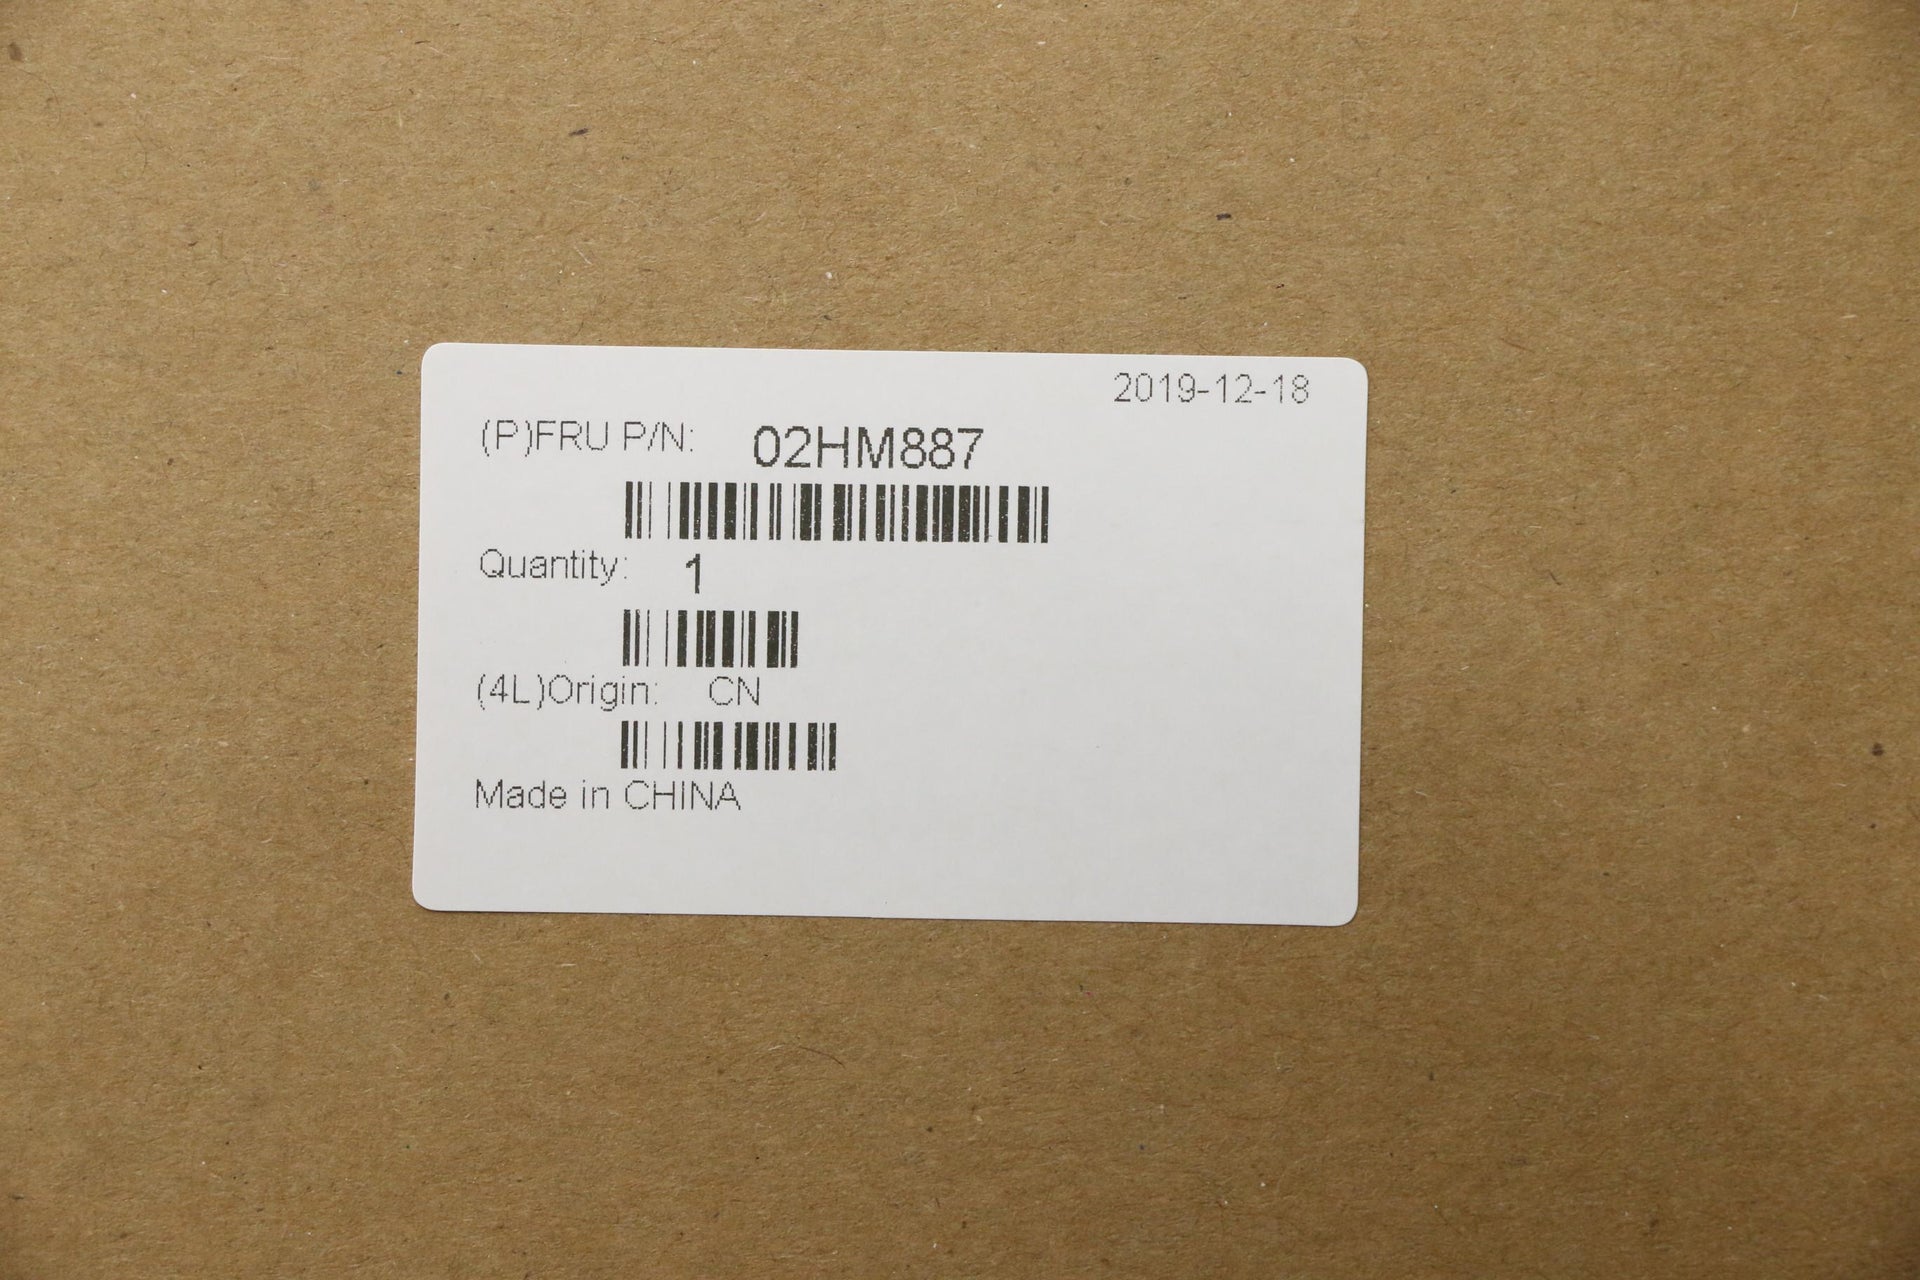 2019-12-18
(P)FRU P/N: 02HM887
Quantity: 1
(4L)Origin: CN
Made in CHINA